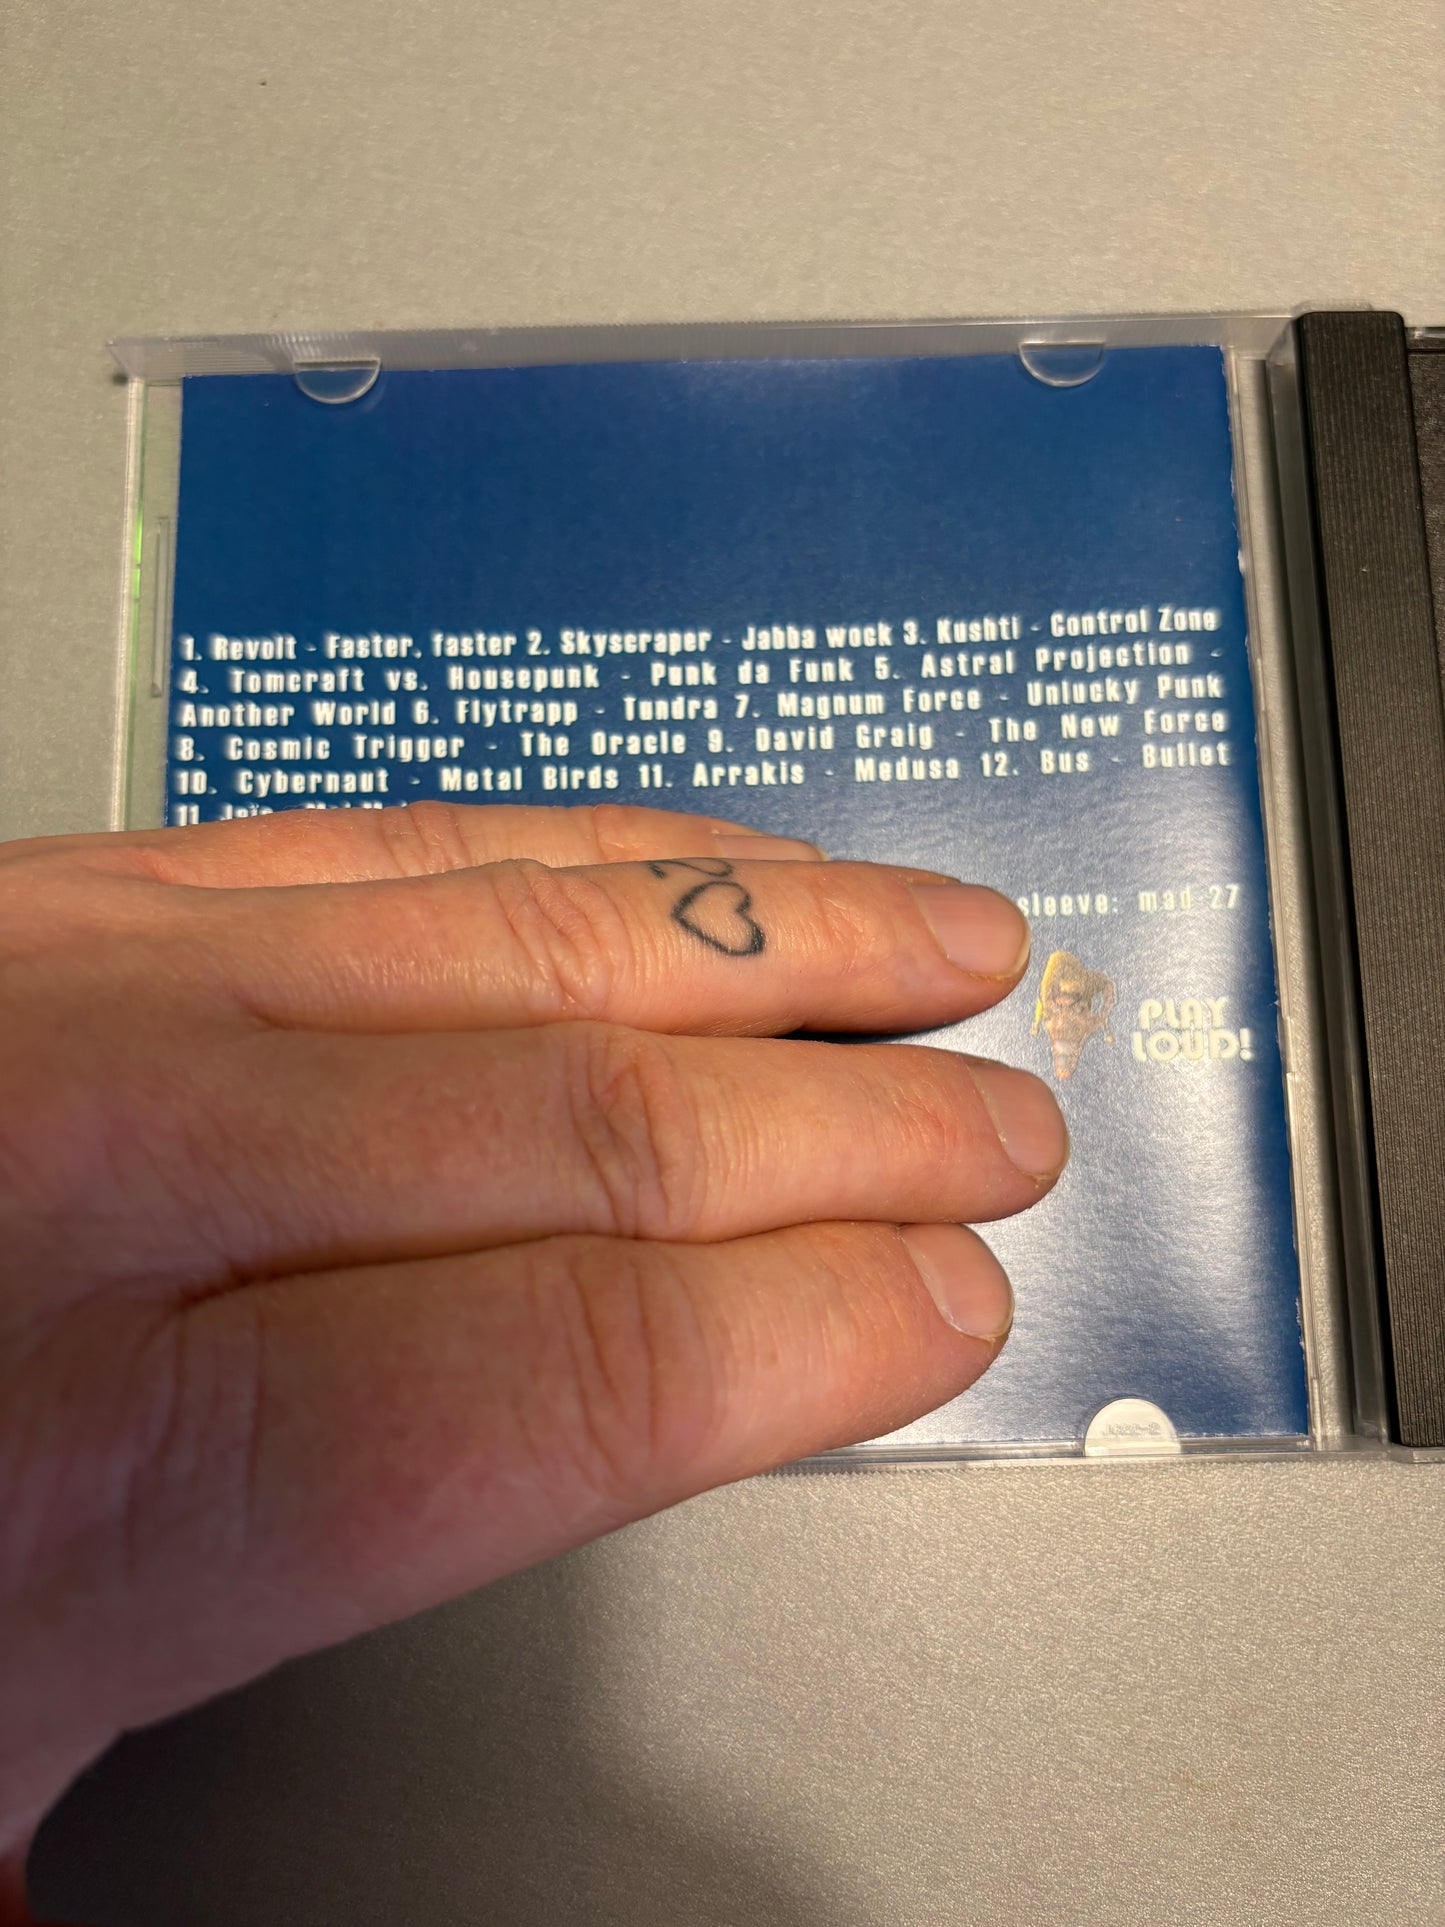 1. Revolt - Faster, faster 2. Skyscraper - Jabba wock 3. Kushti - Control Zone
4. Tomcraft vs. Housepunk - Punk da Funk 5. Astral Projection -
Another World 6. Flytrapp - Tundra 7. Magnum Force - Unlucky Punk
8. Cosmic Trigger - The Oracle 9. David Graig - The New Force
10. Cybernaut - Metal Birds 11. Arrakis - Medusa 12. Bus - Bullet
11.
sleeve: mad 27
PLAY
LOUD!